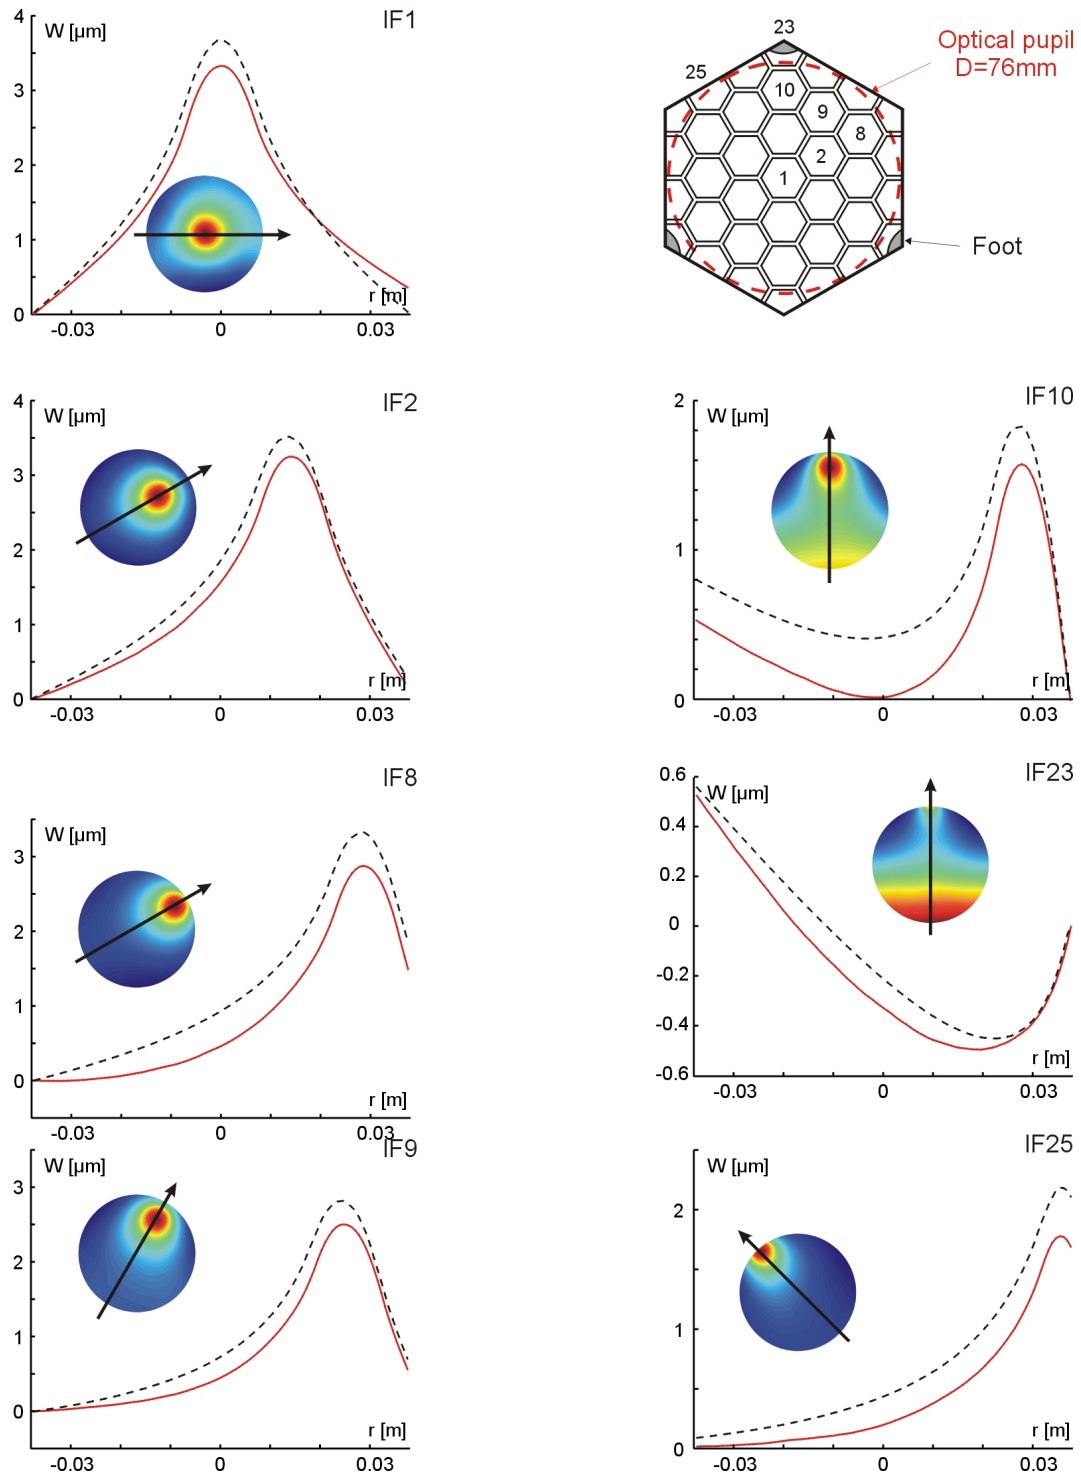 IF1
W [µm]
4
3
2
1
0
-0.03
0
0.03
r [m]
23
25
10
9
8
2
1
Optical pupil
D=76mm
Foot
IF2
W [µm]
4
3
2
1
0
-0.03
0
0.03
r [m]
IF10
W [µm]
2
1
0
-0.03
0
0.03
r [m]
IF8
W [µm]
3
2
1
0
-0.03
0
0.03
r [m]
IF23
W [µm]
0.6
0.4
0.2
0
-0.2
-0.4
-0.6
-0.03
0
0.03
r [m]
IF9
W [µm]
3
2
1
0
-0.03
0
0.03
r [m]
IF25
W [µm]
2
1
0
-0.03
0
0.03
r [m]